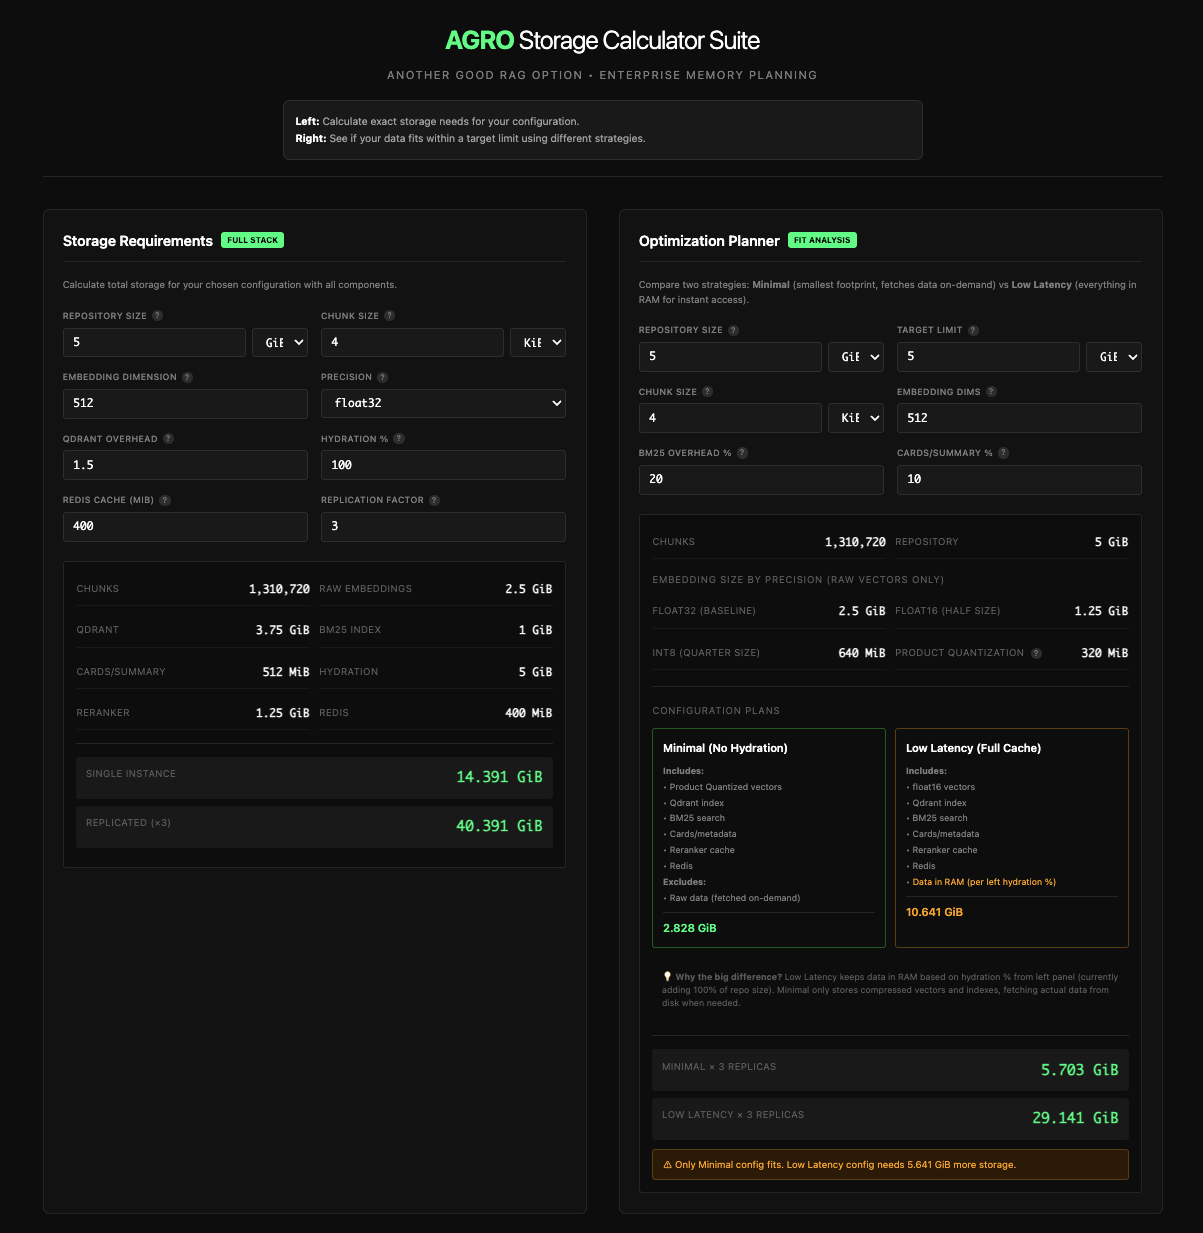 AGRO Storage Calculator Suite
ANOTHER GOOD RAG OPTION • ENTERPRISE MEMORY PLANNING
Left: Calculate exact storage needs for your configuration.
Right: See if your data fits within a target limit using different strategies.
Storage Requirements FULL STACK
Calculate total storage for your chosen configuration with all components.
REPOSITORY SIZE ? CHUNK SIZE ?
5 GiE 4 KiE
EMBEDDING DIMENSION ? PRECISION ?
512 float32
QDRANT OVERHEAD ? HYDRATION % ?
1.5 100
REDIS CACHE (MIB) ? REPLICATION FACTOR ?
400 3
CHUNKS 1,310,720 RAW EMBEDDINGS 2.5 GiB
QDRANT 3.75 GiB BM25 INDEX 1 GiB
CARDS/SUMMARY 512 MiB HYDRATION 5 GiB
RERANKER 1.25 GiB REDIS 400 MiB
SINGLE INSTANCE 14.391 GiB
REPLICATED (×3) 40.391 GiB
Optimization Planner FIT ANALYSIS
Compare two strategies: Minimal (smallest footprint, fetches data on-demand) vs Low Latency (everything in
RAM for instant access).
REPOSITORY SIZE ? TARGET LIMIT ?
5 GiE 5 GiE
CHUNK SIZE ? EMBEDDING DIMS ?
4 KiE 512
BM25 OVERHEAD % ? CARDS/SUMMARY % ?
20 10
CHUNKS 1,310,720 REPOSITORY 5 GiB
EMBEDDING SIZE BY PRECISION (RAW VECTORS ONLY)
FLOAT32 (BASELINE) 2.5 GiB FLOAT16 (HALF SIZE) 1.25 GiB
INT8 (QUARTER SIZE) 640 MiB PRODUCT QUANTIZATION ? 320 MiB
CONFIGURATION PLANS
Minimal (No Hydration)
Includes:
• Product Quantized vectors
• Qdrant index
• BM25 search
• Cards/metadata
• Reranker cache
• Redis
Excludes:
• Raw data (fetched on-demand)
2.828 GiB
Low Latency (Full Cache)
Includes:
• float16 vectors
• Qdrant index
• BM25 search
• Cards/metadata
• Reranker cache
• Redis
• Data in RAM (per left hydration %)
10.641 GiB
💡 Why the big difference? Low Latency keeps data in RAM based on hydration % from left panel (currently
adding 100% of repo size). Minimal only stores compressed vectors and indexes, fetching actual data from
disk when needed.
MINIMAL × 3 REPLICAS 5.703 GiB
LOW LATENCY × 3 REPLICAS 29.141 GiB
⚠ Only Minimal config fits. Low Latency config needs 5.641 GiB more storage.